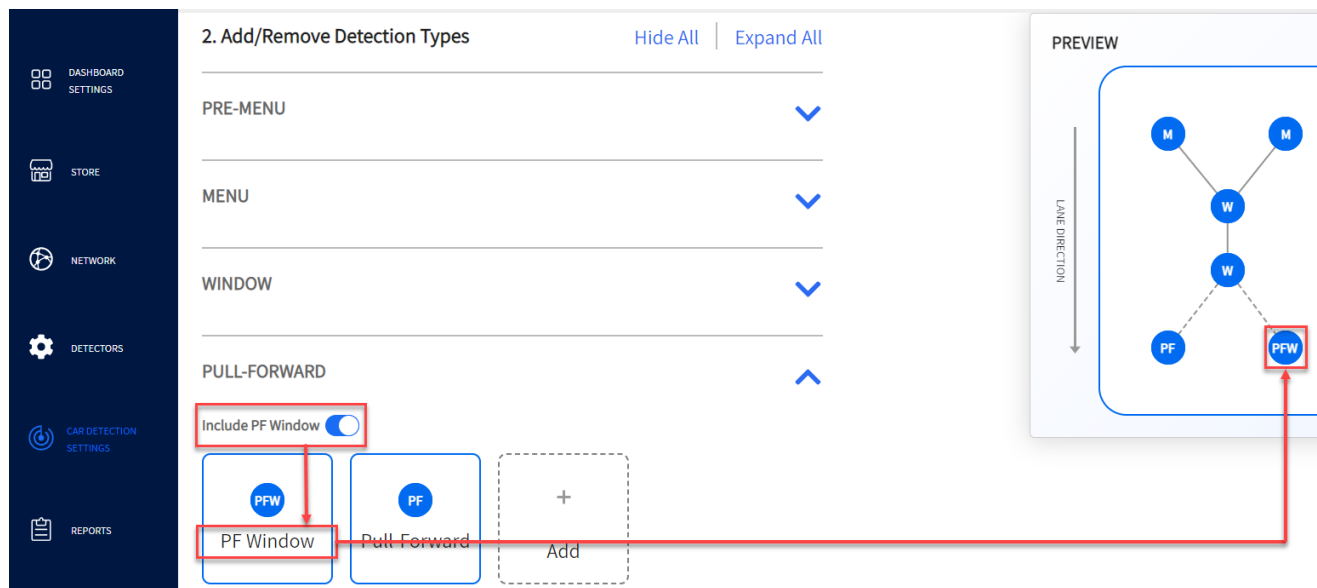 DASHBOARD
SETTINGS
STORE
NETWORK
DETECTORS
CAR DETECTION
SETTINGS
REPORTS
2. Add/Remove Detection Types
Hide All
Expand All
PRE-MENU
MENU
WINDOW
PULL-FORWARD
Include PF Window
PFW
PF Window
PF
Pull-Forward
+
Add
PREVIEW
LANE DIRECTION
M
M
W
W
PF
PFW